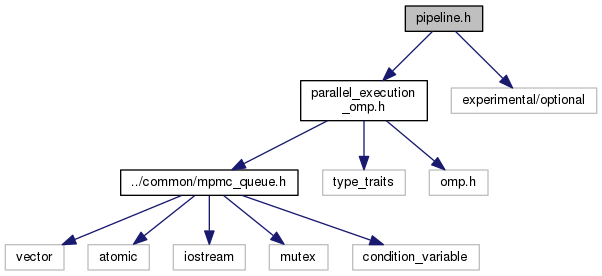 pipeline.h
parallel_execution
_omp.h
experimental/optional
../common/mpmc_queue.h
type_traits
omp.h
vector
atomic
iostream
mutex
condition_variable